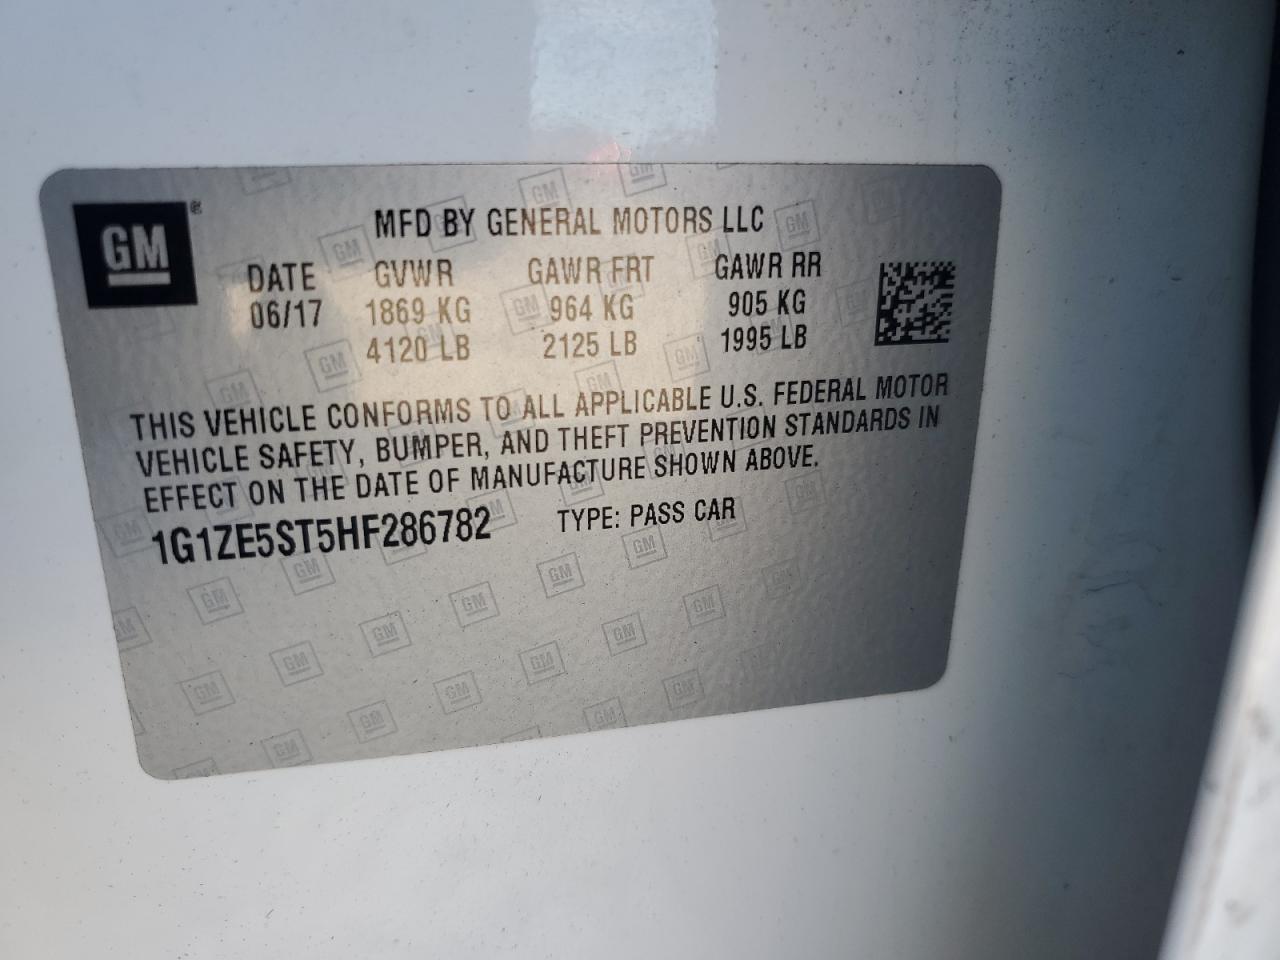 GM ®
MFD BY GENERAL MOTORS LLC
DATE GVWR GAWR FRT GAWR RR
06/17 1869 KG 964 KG 905 KG
4120 LB 2125 LB 1995 LB
THIS VEHICLE CONFORMS TO ALL APPLICABLE U.S. FEDERAL MOTOR
VEHICLE SAFETY, BUMPER, AND THEFT PREVENTION STANDARDS IN
EFFECT ON THE DATE OF MANUFACTURE SHOWN ABOVE.
1G1ZE5ST5HF286782 TYPE: PASS CAR